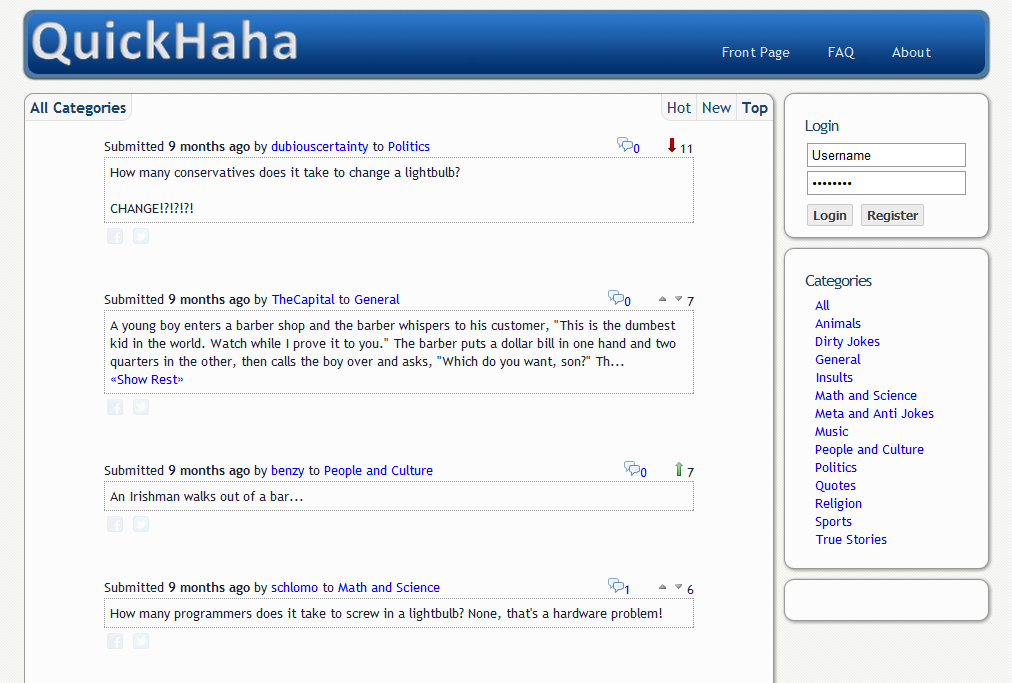 QuickHaha
Front Page FAQ About
All Categories
Hot New Top
Submitted 9 months ago by dubiouscertainty to Politics 0 11
How many conservatives does it take to change a lightbulb?
CHANGE!?!?!?!
Submitted 9 months ago by TheCapital to General 0 7
A young boy enters a barber shop and the barber whispers to his customer, "This is the dumbest
kid in the world. Watch while I prove it to you." The barber puts a dollar bill in one hand and two
quarters in the other, then calls the boy over and asks, "Which do you want, son?" Th...
«Show Rest»
Submitted 9 months ago by benzy to People and Culture 0 7
An Irishman walks out of a bar...
Submitted 9 months ago by schlomo to Math and Science 1 6
How many programmers does it take to screw in a lightbulb? None, that's a hardware problem!
Login
Username
••••••••
Login Register
Categories
All
Animals
Dirty Jokes
General
Insults
Math and Science
Meta and Anti Jokes
Music
People and Culture
Politics
Quotes
Religion
Sports
True Stories